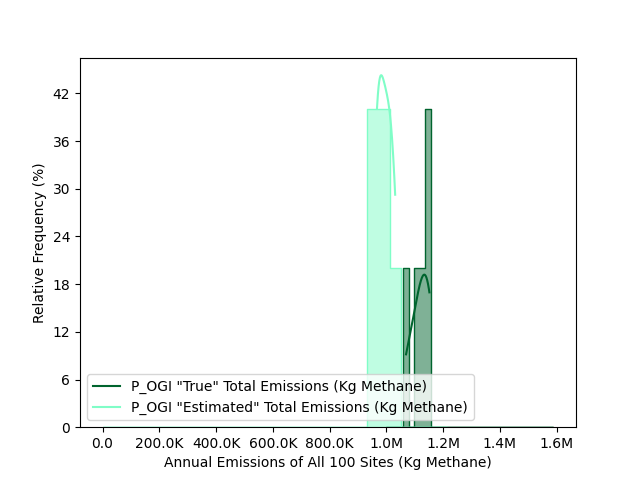 42
36
30
24
18
12
6
0
Relative Frequency (%)
P_OGI "True" Total Emissions (Kg Methane)
P_OGI "Estimated" Total Emissions (Kg Methane)
0.0 200.0K 400.0K 600.0K 800.0K 1.0M 1.2M 1.4M 1.6M
Annual Emissions of All 100 Sites (Kg Methane)